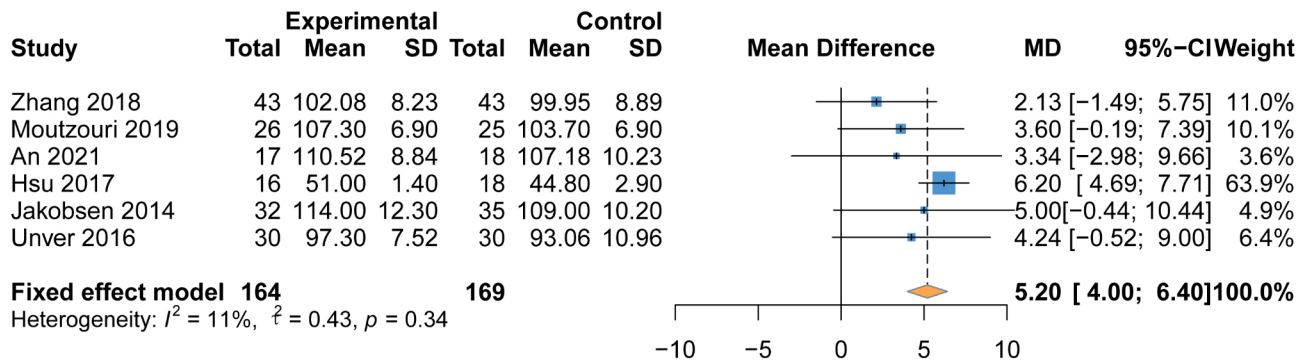 Experimental Control
Study Total Mean SD Total Mean SD Mean Difference MD 95%−CI Weight
Zhang 2018 43 102.08 8.23 43 99.95 8.89 2.13 [−1.49; 5.75] 11.0%
Moutzouri 2019 26 107.30 6.90 25 103.70 6.90 3.60 [−0.19; 7.39] 10.1%
An 2021 17 110.52 8.84 18 107.18 10.23 3.34 [−2.98; 9.66] 3.6%
Hsu 2017 16 51.00 1.40 18 44.80 2.90 6.20 [ 4.69; 7.71] 63.9%
Jakobsen 2014 32 114.00 12.30 35 109.00 10.20 5.00 [−0.44; 10.44] 4.9%
Unver 2016 30 97.30 7.52 30 93.06 10.96 4.24 [−0.52; 9.00] 6.4%
Fixed effect model 164 169 5.20 [ 4.00; 6.40] 100.0%
Heterogeneity: I² = 11%, τ² = 0.43, p = 0.34
−10 −5 0 5 10